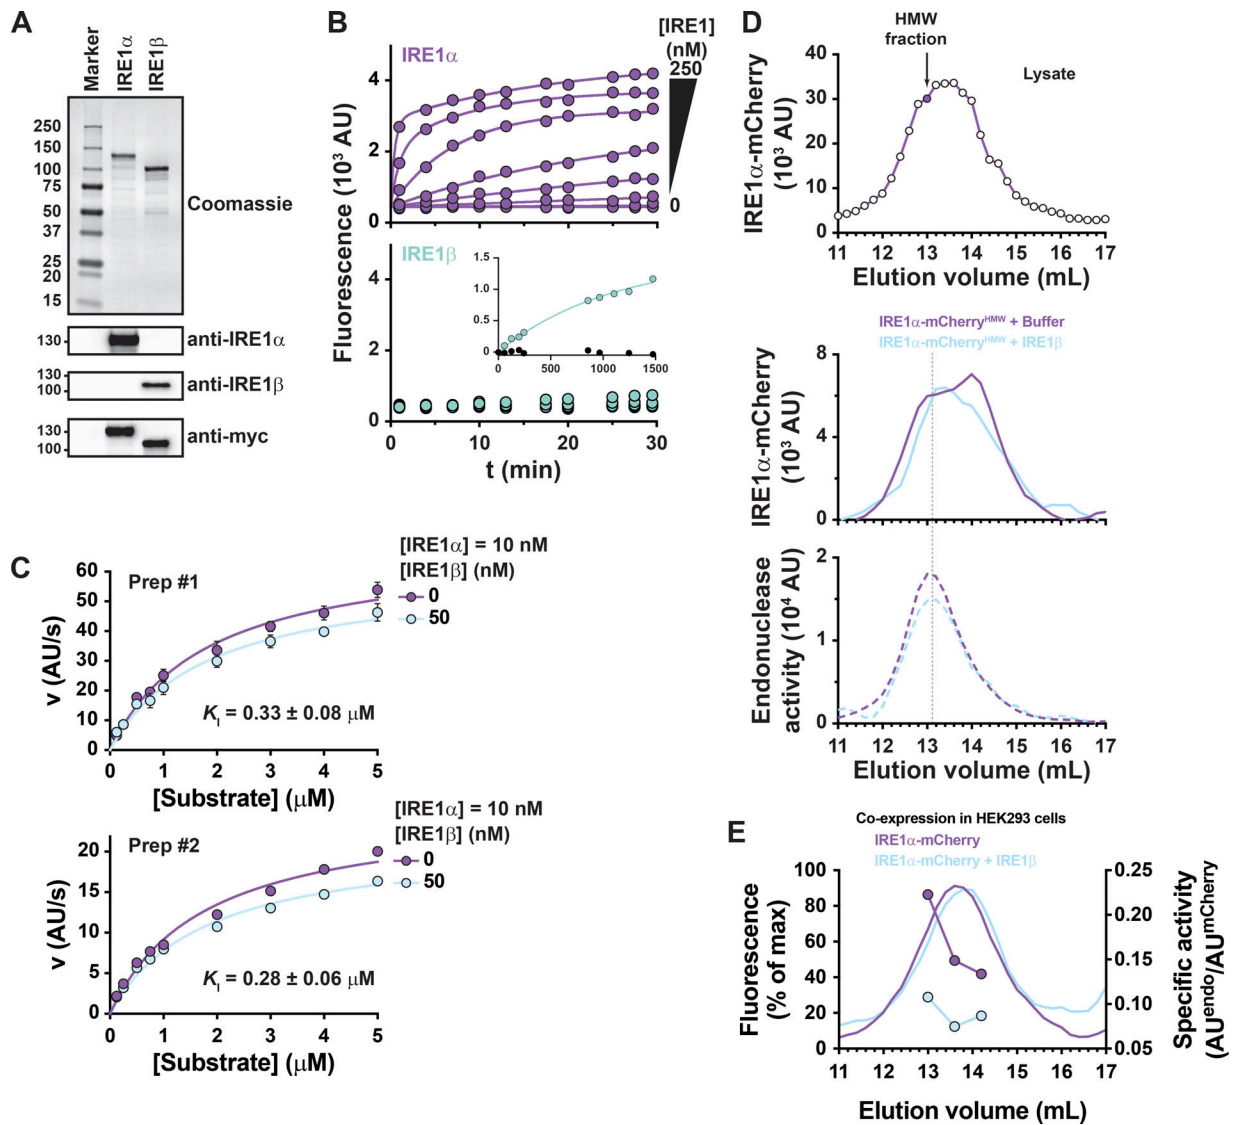 A
Marker
IRE1α
IRE1β
250
150
100
75
50
37
25
20
15
Coomassie
130
anti-IRE1α
130
100
anti-IRE1β
130
100
anti-myc
B
[IRE1]
(nM)
250
0
IRE1α
4
2
0
Fluorescence (10³ AU)
IRE1β
4
2
0
1.5
1.0
0.5
0
0 500 1000 1500
0 10 20 30
t (min)
C
Prep #1
[IRE1α] = 10 nM
[IRE1β] (nM)
0
50
60
50
40
30
20
10
0
v (AU/s)
K_I = 0.33 ± 0.08 μM
0 1 2 3 4 5
[Substrate] (μM)
Prep #2
[IRE1α] = 10 nM
[IRE1β] (nM)
0
50
20
15
10
5
0
v (AU/s)
K_I = 0.28 ± 0.06 μM
0 1 2 3 4 5
[Substrate] (μM)
D
HMW
fraction
Lysate
40
30
20
10
0
IRE1α-mCherry
(10³ AU)
11 12 13 14 15 16 17
Elution volume (mL)
IRE1α-mCherryᴴᴹᵂ + Buffer
IRE1α-mCherryᴴᴹᵂ + IRE1β
8
4
0
IRE1α-mCherry
(10³ AU)
2
1
0
Endonuclease
activity (10⁴ AU)
11 12 13 14 15 16 17
Elution volume (mL)
E
Co-expression in HEK293 cells
IRE1α-mCherry
IRE1α-mCherry + IRE1β
100
80
60
40
20
0
Fluorescence
(% of max)
0.25
0.20
0.15
0.10
0.05
Specific activity
(AUᵉⁿᵈᵒ/AUᵐᶜʰᵉʳʳʸ)
11 12 13 14 15 16 17
Elution volume (mL)